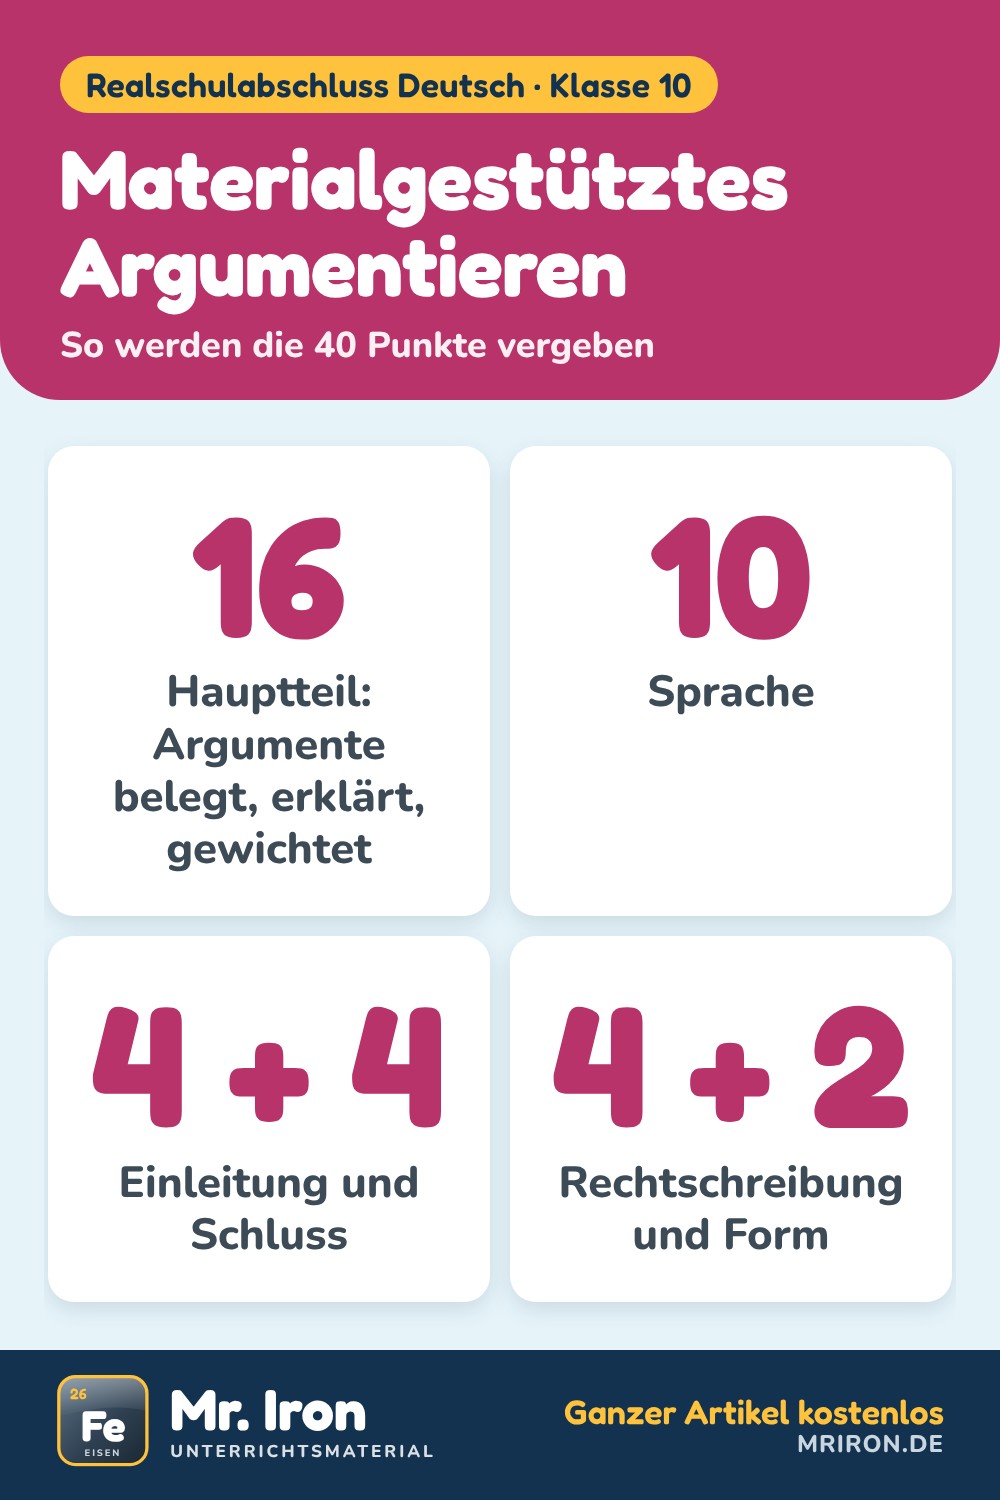 Realschulabschluss Deutsch · Klasse 10
Materialgestütztes
Argumentieren
So werden die 40 Punkte vergeben
16
Hauptteil:
Argumente
belegt, erklärt,
gewichtet
10
Sprache
4 + 4
Einleitung und
Schluss
4 + 2
Rechtschreibung
und Form
26
Fe
EISEN
Mr. Iron
UNTERRICHTSMATERIAL
Ganzer Artikel kostenlos
MRIRON.DE